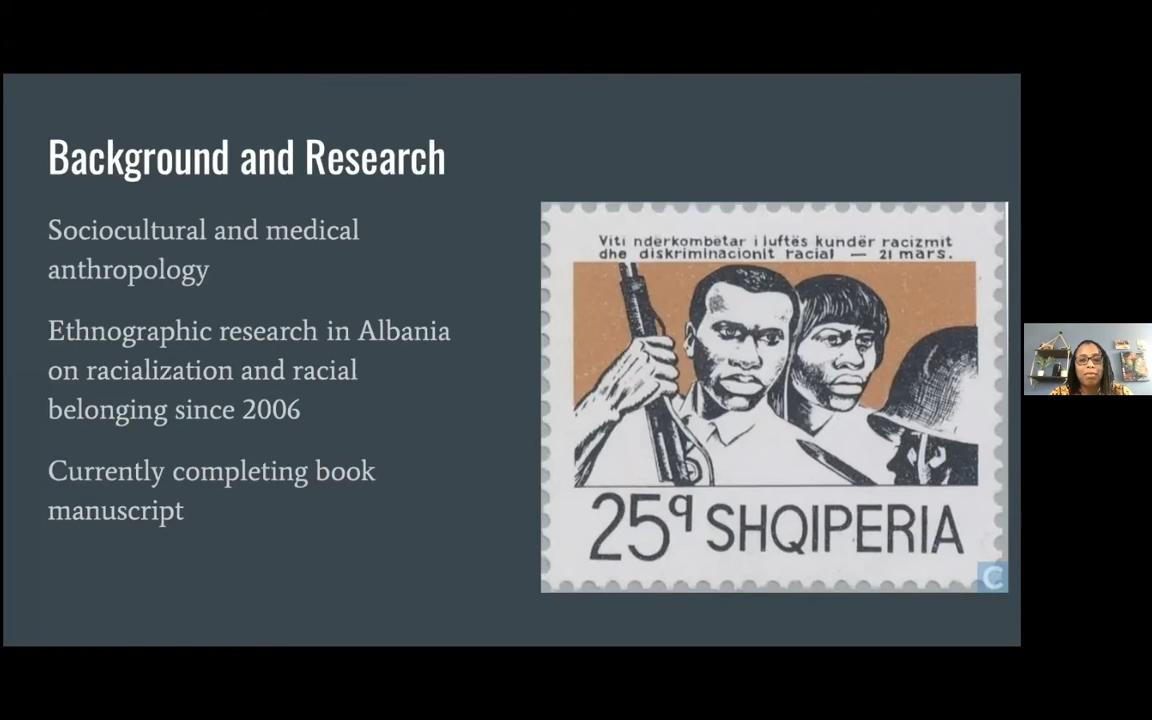 Background and Research
Sociocultural and medical
anthropology
Ethnographic research in Albania
on racialization and racial
belonging since 2006
Currently completing book
manuscript
Viti ndërkombëtar i luftës kundër racizmit
dhe diskriminacionit racial — 21 mars.
25q SHQIPERIA
C